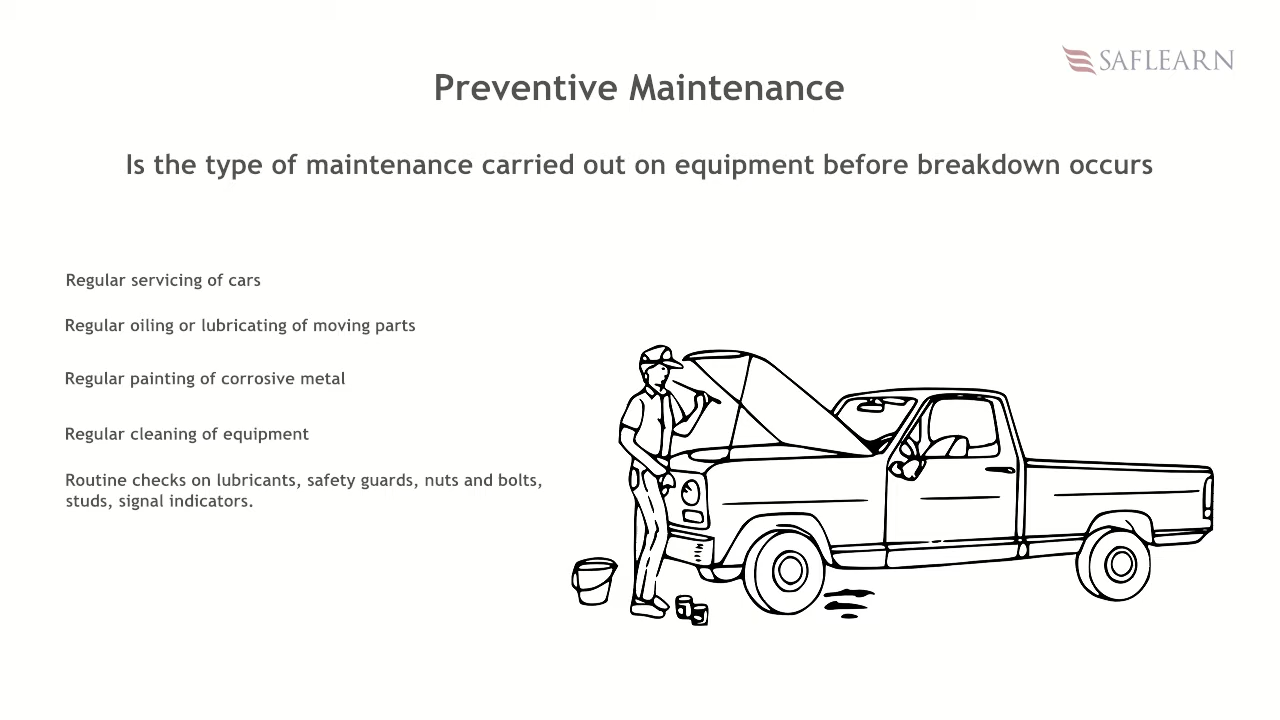 SAFLEARN
Preventive Maintenance
Is the type of maintenance carried out on equipment before breakdown occurs
Regular servicing of cars
Regular oiling or lubricating of moving parts
Regular painting of corrosive metal
Regular cleaning of equipment
Routine checks on lubricants, safety guards, nuts and bolts,
studs, signal indicators.